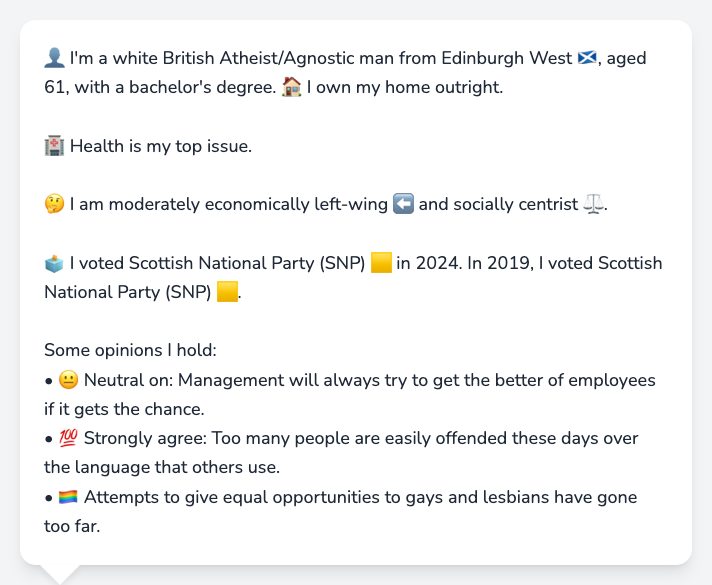 👤 I'm a white British Atheist/Agnostic man from Edinburgh West 🏴󠁧󠁢󠁳󠁣󠁴󠁿, aged
61, with a bachelor's degree. 🏠 I own my home outright.
🏥 Health is my top issue.
🤔 I am moderately economically left-wing ⬅️ and socially centrist ⚖️.
🗳️ I voted Scottish National Party (SNP) 🟨 in 2024. In 2019, I voted Scottish
National Party (SNP) 🟨.
Some opinions I hold:
• 😐 Neutral on: Management will always try to get the better of employees
if it gets the chance.
• 💯 Strongly agree: Too many people are easily offended these days over
the language that others use.
• 🏳️‍🌈 Attempts to give equal opportunities to gays and lesbians have gone
too far.